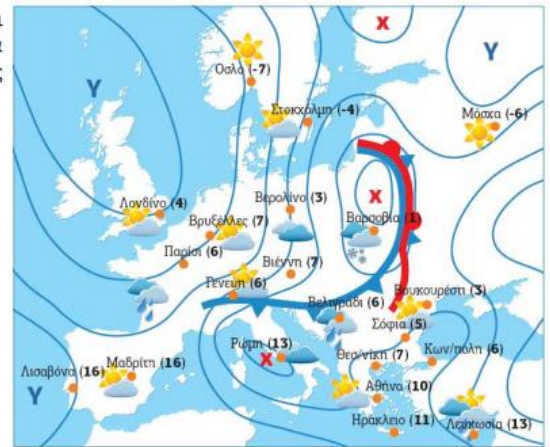 Χ
Υ
Υ
Οσλο (-7)
Στοκχόλμη (-4)
Μόσχα (-6)
Λονδίνο (4)
Βερολίνο (3)
Χ
Βρυξέλλες (7)
Βαρσοβία (1)
Παρίσι (6)
Βιέννη (7)
Γενεύη (6)
Βελιγράδι (6)
Βουκουρέστι (3)
Σόφια (5)
Ρώμη (13)
Χ
Θεσ/νίκη (7)
Κων/πολη (6)
Λισαβόνα (16)
Μαδρίτη (16)
Υ
Αθήνα (10)
Ηράκλειο (11)
Λευκωσία (13)